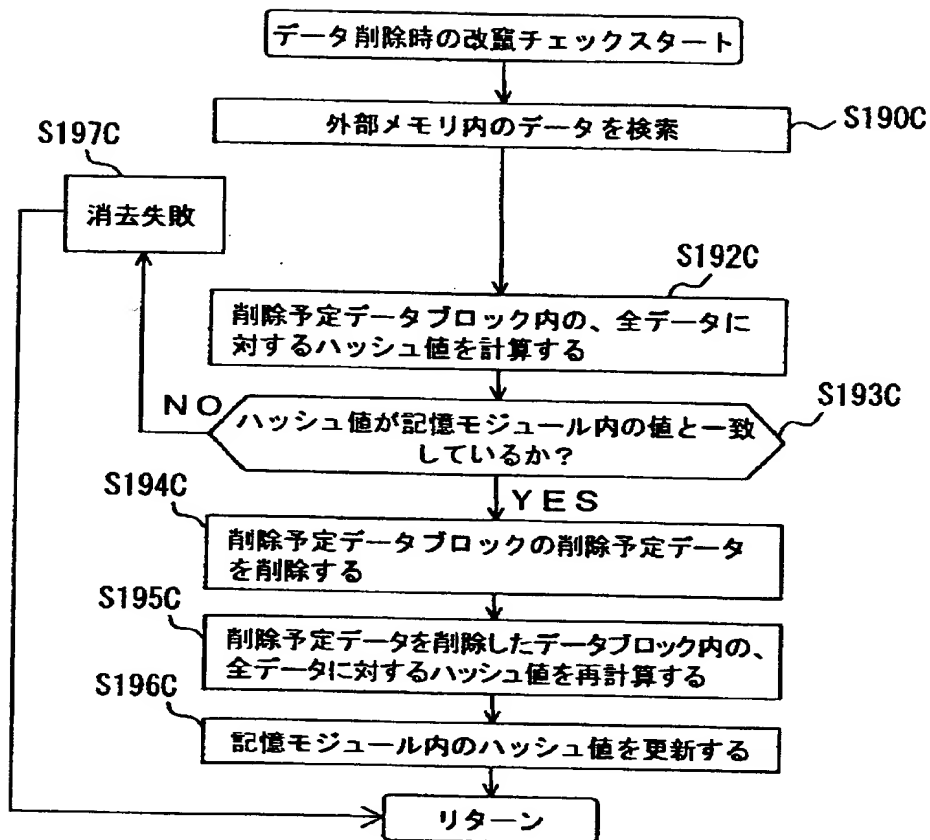 データ削除時の改竄チェックスタート
外部メモリ内のデータを検索
S190C
S197C
消去失敗
S192C
削除予定データブロック内の、全データに
対するハッシュ値を計算する
S193C
NO
ハッシュ値が記憶モジュール内の値と一致
しているか?
YES
S194C
削除予定データブロックの削除予定データ
を削除する
S195C
削除予定データを削除したデータブロック内の、
全データに対するハッシュ値を再計算する
S196C
記憶モジュール内のハッシュ値を更新する
リターン